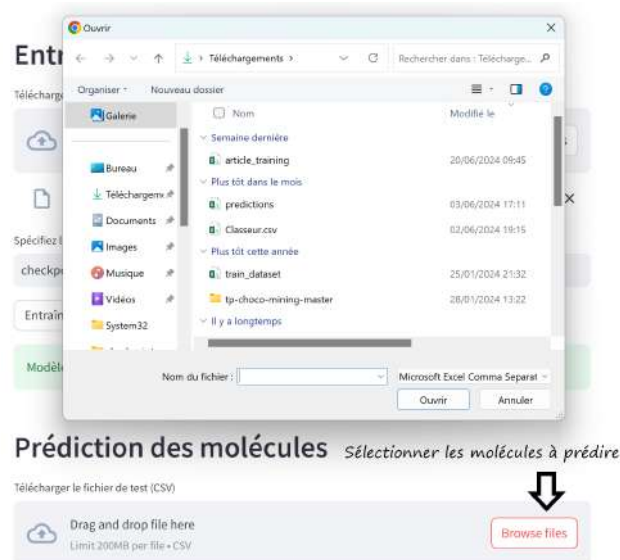 Ouvrir
Entr
Téléchargements
Rechercher dans : Télécharge...
Télécharge
Organiser
Nouveau dossier
Galerie
Nom
Modifié le
Semaine dernière
Bureau
article_training
20/06/2024 09:45
Téléchargeme
Plus tôt dans le mois
Documents
predictions
03/06/2024 17:11
Spécifiez l
Images
Classeur.csv
02/06/2024 19:15
checkp
Musique
Plus tôt cette année
Vidéos
train_dataset
25/01/2024 21:32
Entraîn
System32
tp-choco-mining-master
28/01/2024 13:22
Il y a longtemps
Modèle
Nom du fichier :
Microsoft Excel Comma Separat
Ouvrir
Annuler
Prédiction des molécules
Sélectionner les molécules à prédire
Télécharger le fichier de test (CSV)
Drag and drop file here
Browse files
Limit 200MB per file • CSV